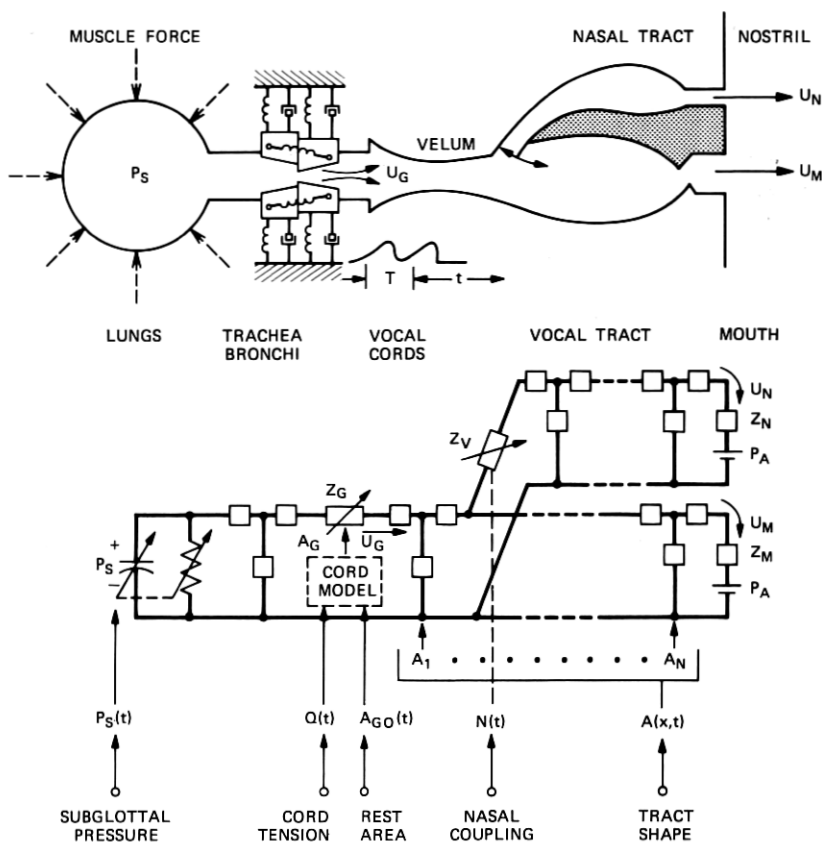 MUSCLE FORCE
NASAL TRACT
NOSTRIL
U_N
VELUM
P_S
U_G
U_M
T
t
LUNGS
TRACHEA
BRONCHI
VOCAL
CORDS
VOCAL TRACT
MOUTH
U_N
Z_N
P_A
Z_V
Z_G
A_G
U_G
U_M
P_S
+
−
CORD
MODEL
Z_M
P_A
A_1 . . . . . . . . . A_N
P_S(t)
Q(t)
A_GO(t)
N(t)
A(x,t)
SUBGLOTTAL
PRESSURE
CORD
TENSION
REST
AREA
NASAL
COUPLING
TRACT
SHAPE